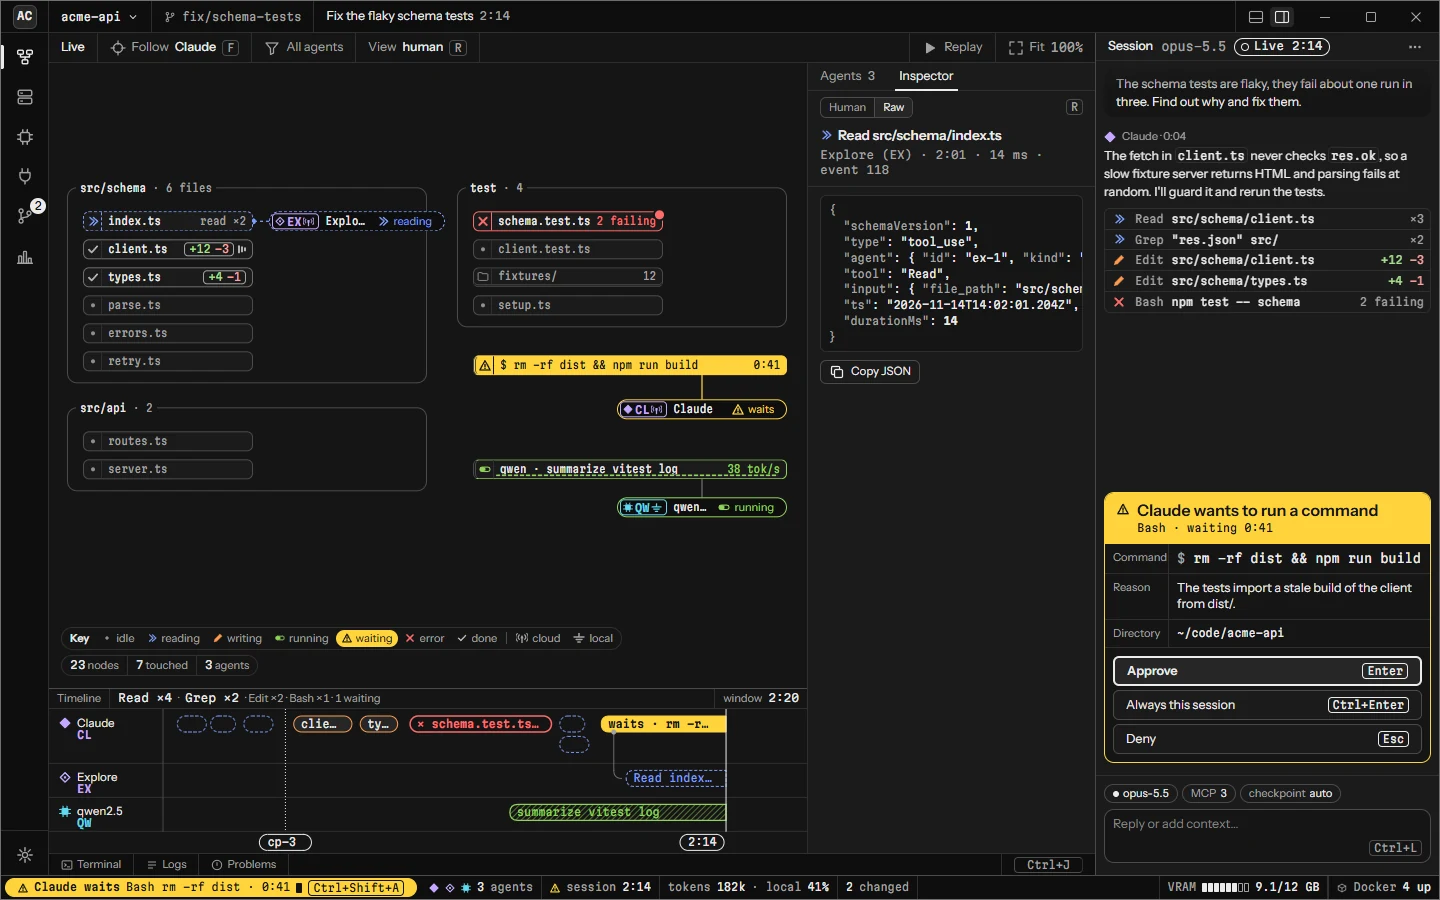 AC acme-api fix/schema-tests Fix the flaky schema tests 2:14
Live Follow Claude F All agents View human R Replay Fit 100%
src/schema · 6 files
index.ts read ×2 EX Explo… reading
client.ts +12 −3
types.ts +4 −1
parse.ts
errors.ts
retry.ts
src/api · 2
routes.ts
server.ts
test · 4
schema.test.ts 2 failing
client.test.ts
fixtures/ 12
setup.ts
$ rm -rf dist && npm run build 0:41
CL Claude waits
qwen · summarize vitest log 38 tok/s
QW qwen… running
Key idle reading writing running waiting error done cloud local
23 nodes 7 touched 3 agents
Agents 3 Inspector
Human Raw R
Read src/schema/index.ts
Explore (EX) · 2:01 · 14 ms ·
event 118
{
"schemaVersion": 1,
"type": "tool_use",
"agent": { "id": "ex-1", "kind": "
"tool": "Read",
"input": { "file_path": "src/schem
"ts": "2026-11-14T14:02:01.204Z",
"durationMs": 14
}
Copy JSON
Timeline Read ×4 · Grep ×2 · Edit ×2 · Bash ×1 · 1 waiting window 2:20
Claude
CL
clie… ty… × schema.test.ts… waits · rm -r…
Explore
EX
Read index…
qwen2.5
QW
summarize vitest log
cp-3 2:14
Terminal Logs Problems Ctrl+J
2
Session opus-5.5 Live 2:14 ···
The schema tests are flaky, they fail about one run in
three. Find out why and fix them.
Claude · 0:04
The fetch in client.ts never checks res.ok, so a
slow fixture server returns HTML and parsing fails at
random. I'll guard it and rerun the tests.
Read src/schema/client.ts ×3
Grep "res.json" src/ ×2
Edit src/schema/client.ts +12 −3
Edit src/schema/types.ts +4 −1
Bash npm test -- schema 2 failing
Claude wants to run a command
Bash · waiting 0:41
Command $ rm -rf dist && npm run build
Reason The tests import a stale build of the client
from dist/.
Directory ~/code/acme-api
Approve Enter
Always this session Ctrl+Enter
Deny Esc
opus-5.5 MCP 3 checkpoint auto
Reply or add context…
Ctrl+L
Claude waits Bash rm -rf dist · 0:41 Ctrl+Shift+A 3 agents session 2:14 tokens 182k · local 41% 2 changed VRAM 9.1/12 GB Docker 4 up